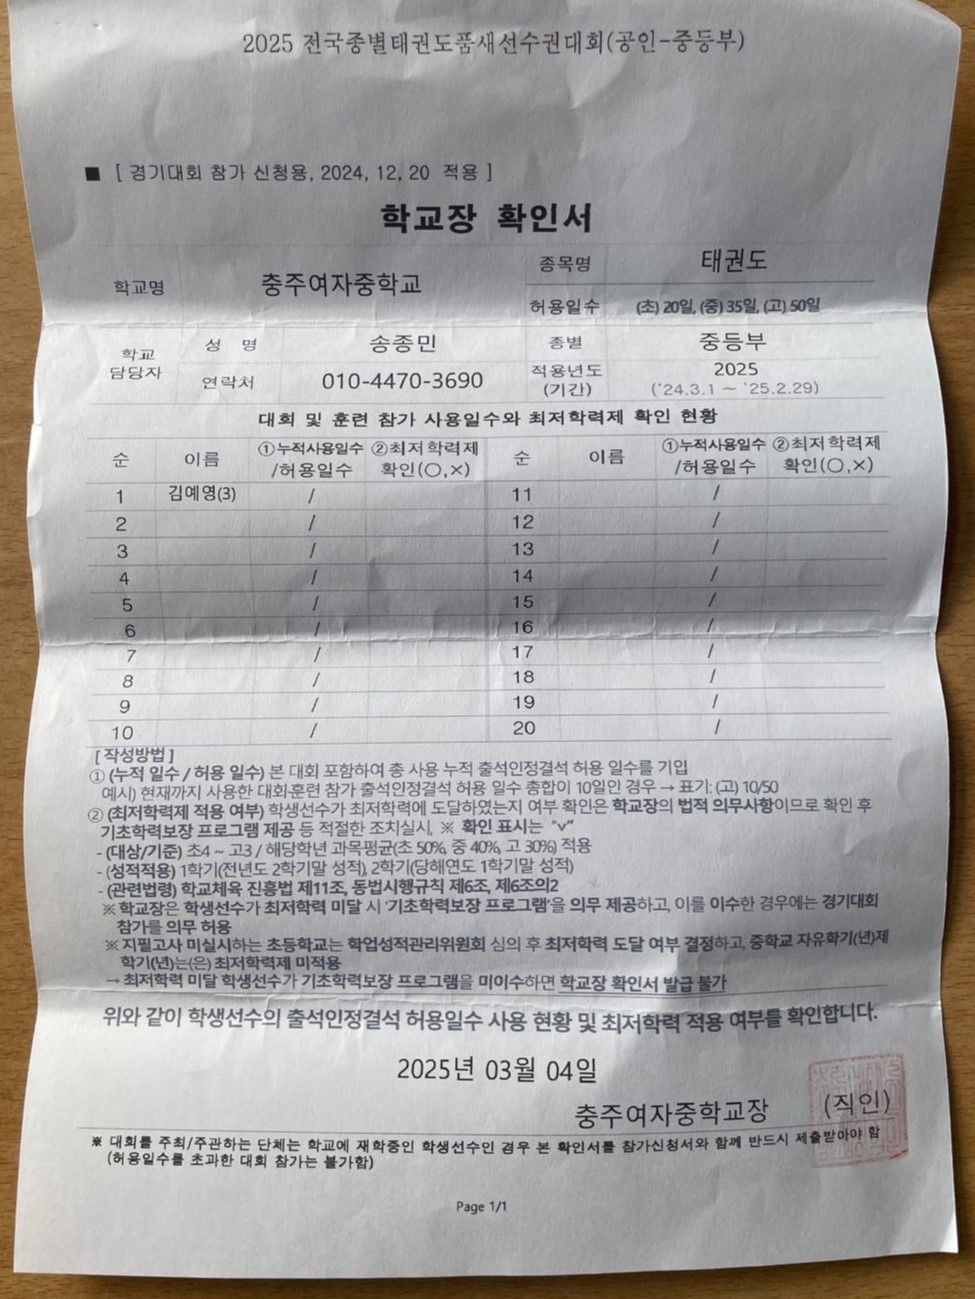 2025 전국종별태권도품새선수권대회(공인-중등부)
■ [ 경기대회 참가 신청용, 2024, 12, 20 적용 ]
학교장 확인서
학교명 충주여자중학교 종목명 태권도
허용일수 (초) 20일, (중) 35일, (고) 50일
학교 담당자 성 명 송종민 종별 중등부
연락처 010-4470-3690 적용년도 (기간) 2025 ('24.3.1 ~ '25.2.29)
대회 및 훈련 참가 사용일수와 최저학력제 확인 현황
순 이름 ①누적사용일수 /허용일수 ②최저학력제 확인(○,×) 순 이름 ①누적사용일수 /허용일수 ②최저학력제 확인(○,×)
1 김예영(3) / 11 /
2 / 12 /
3 / 13 /
4 / 14 /
5 / 15 /
6 / 16 /
7 / 17 /
8 / 18 /
9 / 19 /
10 / 20 /
[ 작성방법 ]
① (누적 일수 / 허용 일수) 본 대회 포함하여 총 사용 누적 출석인정결석 허용 일수를 기입
예시) 현재까지 사용한 대회·훈련 참가 출석인정결석 허용 일수 종합이 10일인 경우 → 표기: (고) 10/50
② (최저학력제 적용 여부) 학생선수가 최저학력에 도달하였는지 여부 확인은 학교장의 법적 의무사항이므로 확인 후
기초학력보장 프로그램 제공 등 적절한 조치실시, ※ 확인 표시는 "v"
- (대상/기준) 초4 ~ 고3 / 해당학년 과목평균(초 50%, 중 40%, 고 30%) 적용
- (성적적용) 1학기(전년도 2학기말 성적), 2학기(당해연도 1학기말 성적)
- (관련법령) 학교체육 진흥법 제11조, 동법시행규칙 제6조, 제6조의2
※ 학교장은 학생선수가 최저학력 미달 시 '기초학력보장 프로그램'을 의무 제공하고, 이를 이수한 경우에는 경기대회
참가를 의무 허용
※ 지필고사 미실시하는 초등학교는 학업성적관리위원회 심의 후 최저학력 도달 여부 결정하고, 중학교 자유학기(년)제
학기(년)는(은) 최저학력제 미적용
→ 최저학력 미달 학생선수가 기초학력보장 프로그램을 미이수하면 학교장 확인서 발급 불가
위와 같이 학생선수의 출석인정결석 허용일수 사용 현황 및 최저학력 적용 여부를 확인합니다.
2025년 03월 04일
충주여자중학교장 (직인)
※ 대회를 주최/주관하는 단체는 학교에 재학중인 학생선수인 경우 본 확인서를 참가신청서와 함께 반드시 제출받아야 함
(허용일수를 초과한 대회 참가는 불가함)
Page 1/1